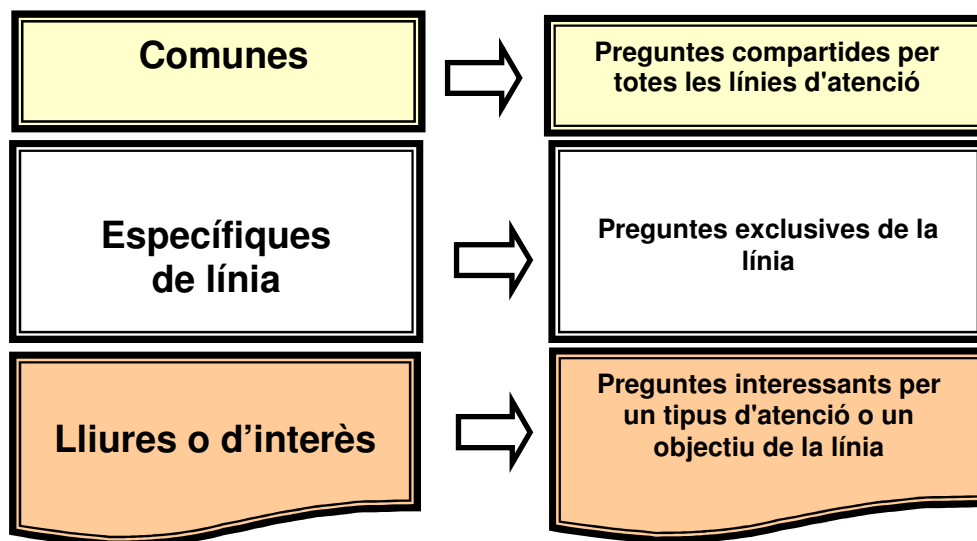 Comunes
Preguntes compartides per
totes les línies d'atenció
Específiques
de línia
Preguntes exclusives de la
línia
Lliures o d’interès
Preguntes interessants per
un tipus d'atenció o un
objectiu de la línia